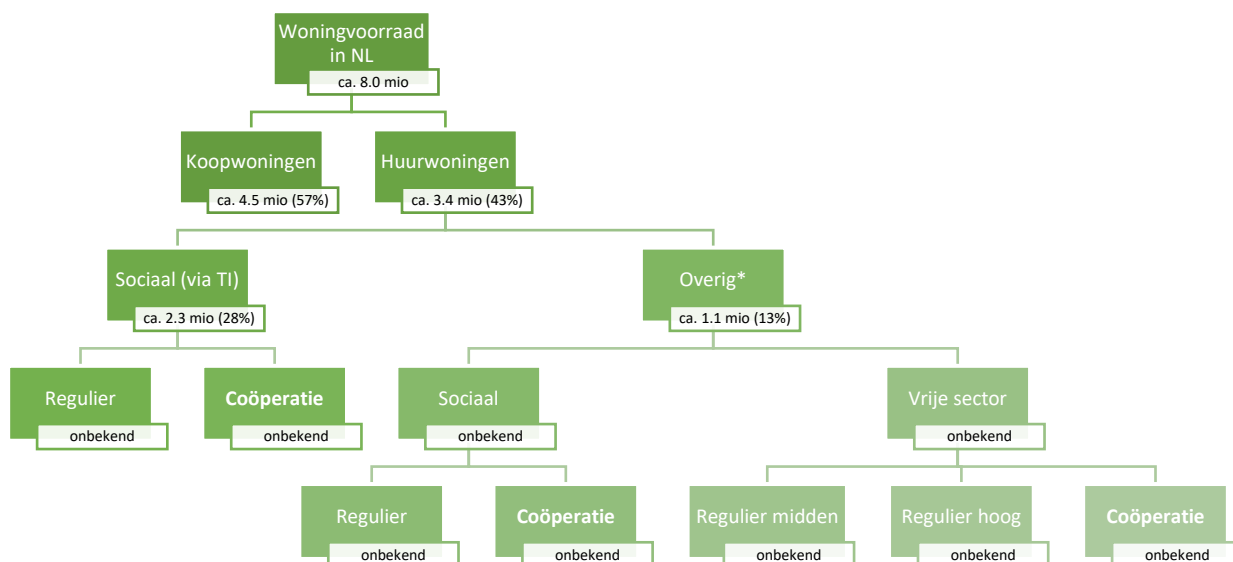 Woningvoorraad
in NL
ca. 8.0 mio
Koopwoningen
ca. 4.5 mio (57%)
Huurwoningen
ca. 3.4 mio (43%)
Sociaal (via TI)
ca. 2.3 mio (28%)
Overig*
ca. 1.1 mio (13%)
Regulier
onbekend
Coöperatie
onbekend
Sociaal
onbekend
Vrije sector
onbekend
Regulier
onbekend
Coöperatie
onbekend
Regulier midden
onbekend
Regulier hoog
onbekend
Coöperatie
onbekend